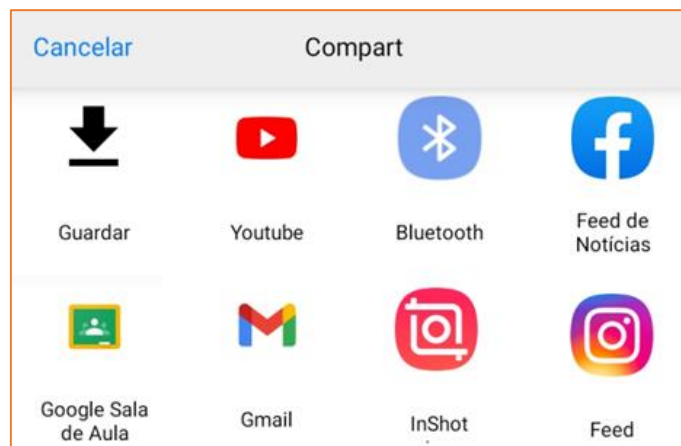 Cancelar
Compart
Guardar
Youtube
Bluetooth
Feed de
Notícias
Google Sala
de Aula
Gmail
InShot
Feed